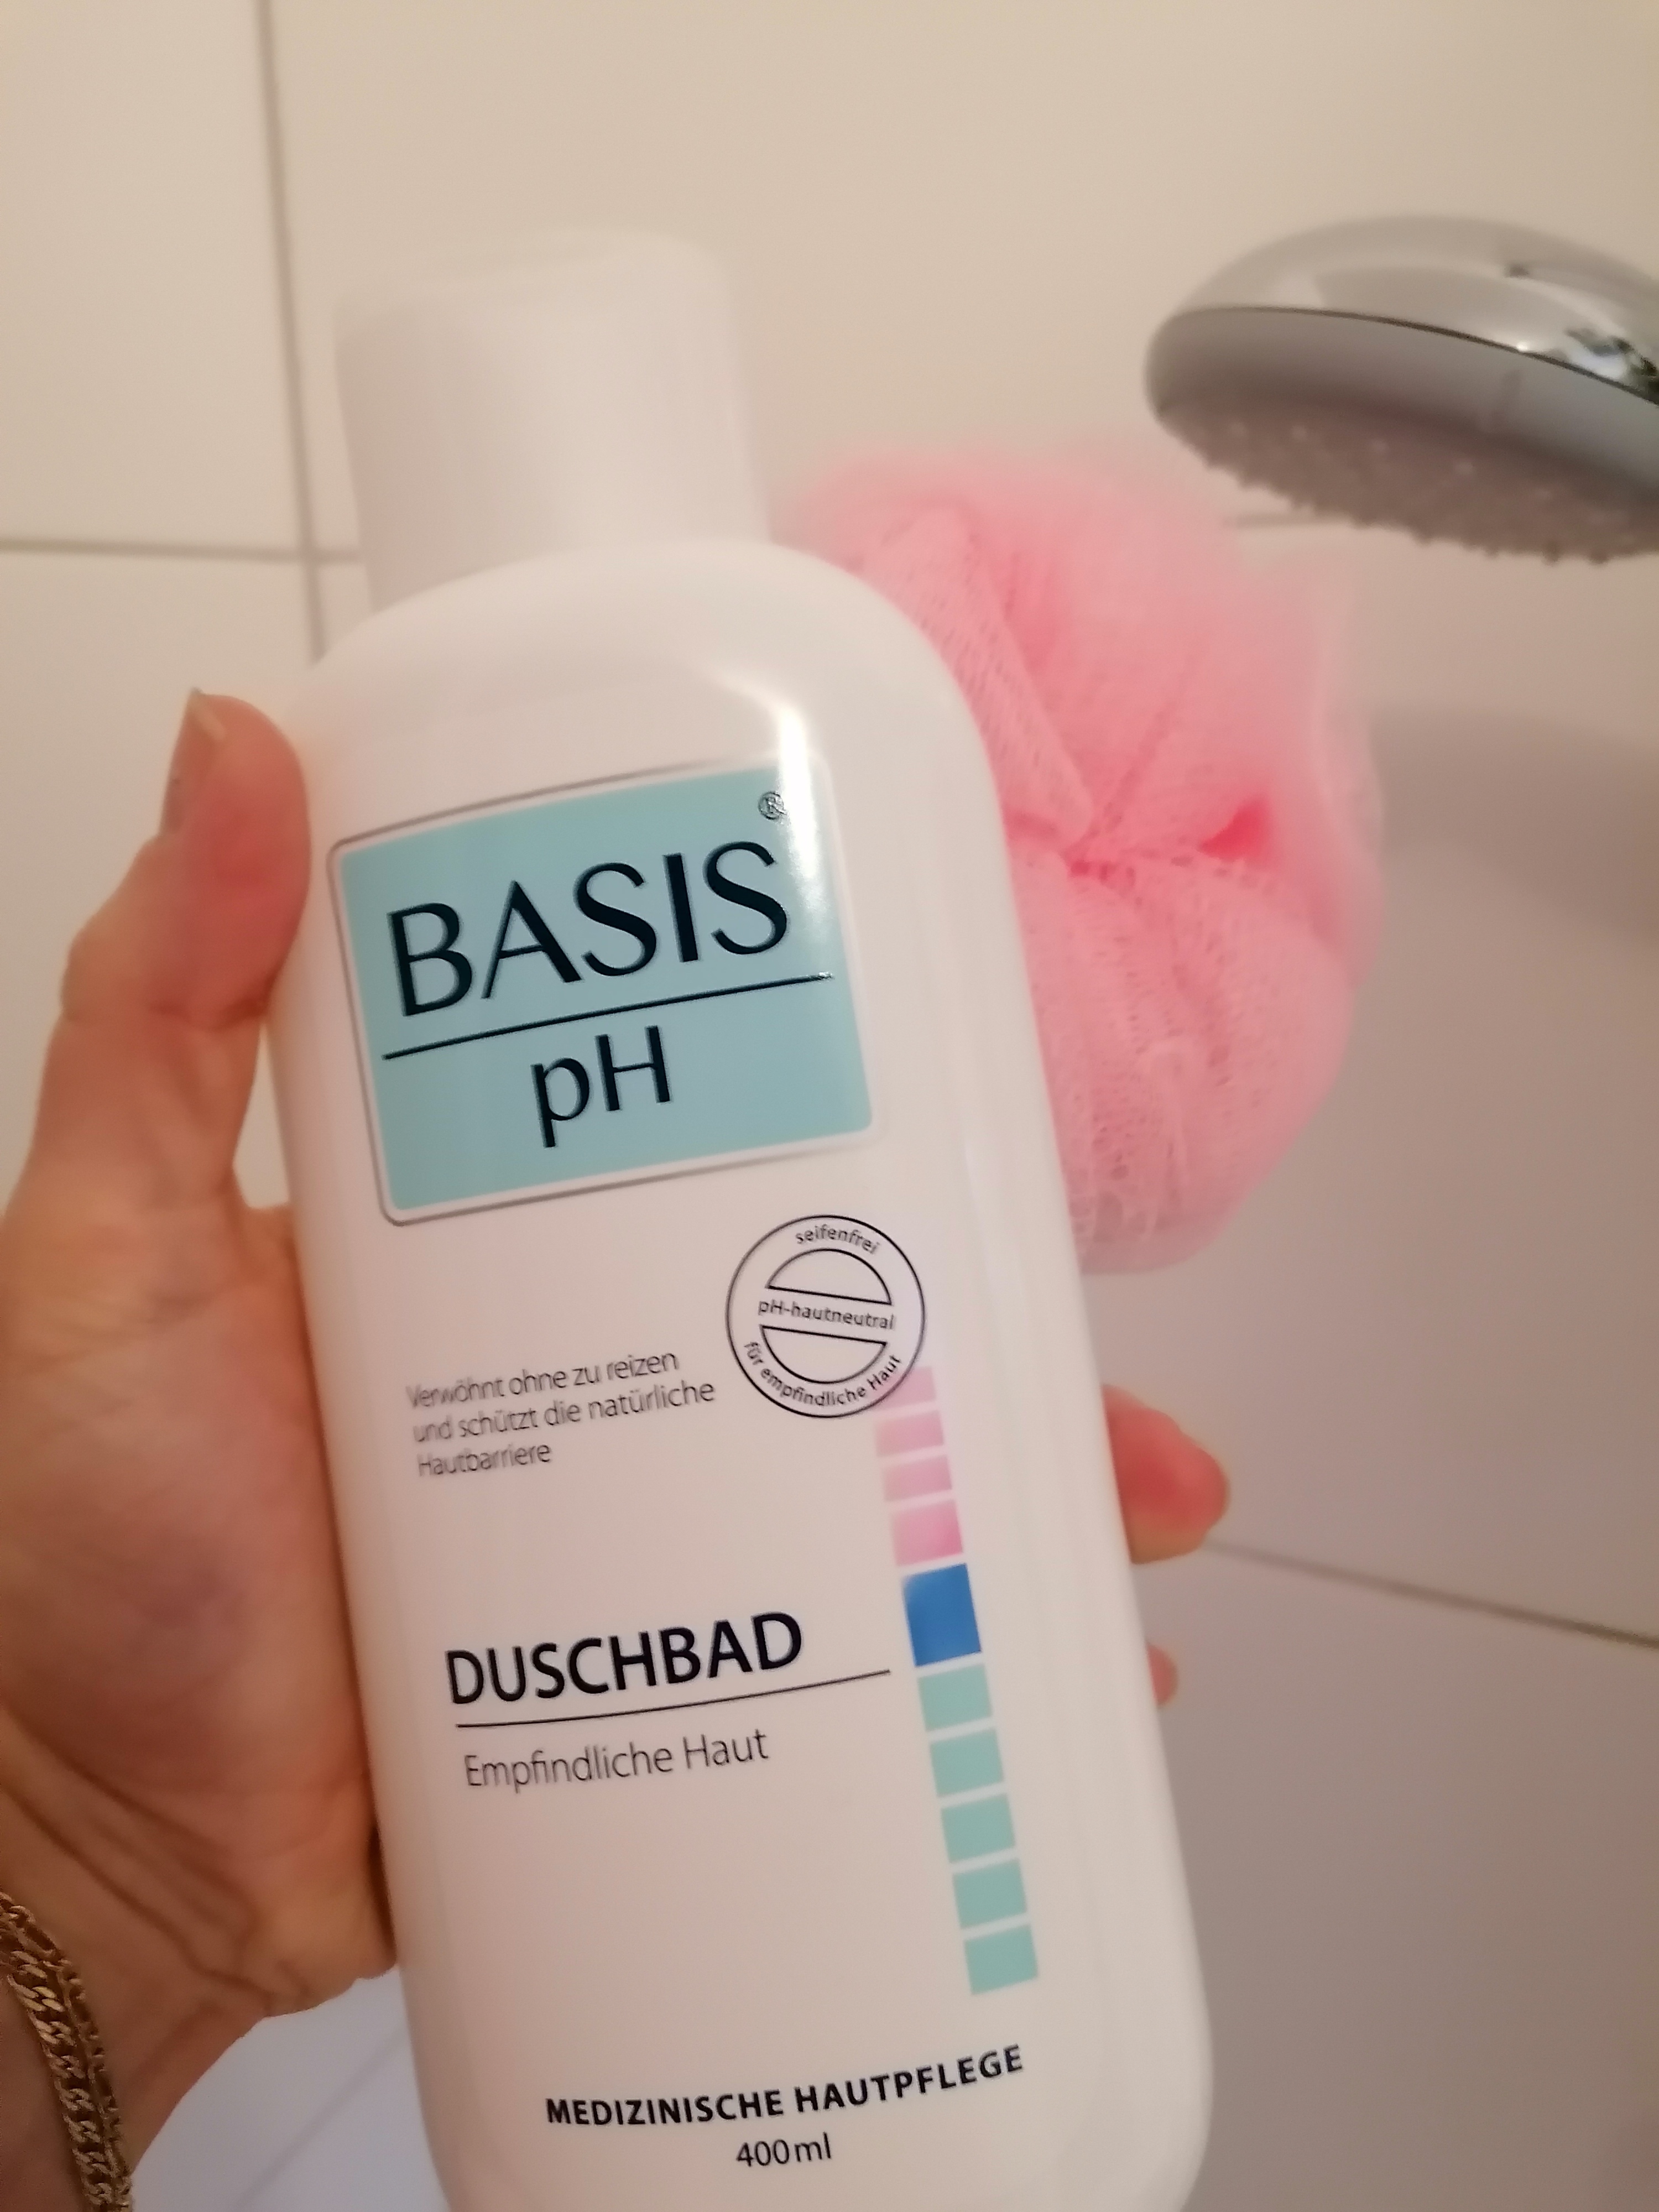 ®
BASIS
pH
seifenfrei
pH-hautneutral
für empfindliche Haut
Verwöhnt ohne zu reizen
und schützt die natürliche
Hautbarriere
DUSCHBAD
Empfindliche Haut
MEDIZINISCHE HAUTPFLEGE
400ml